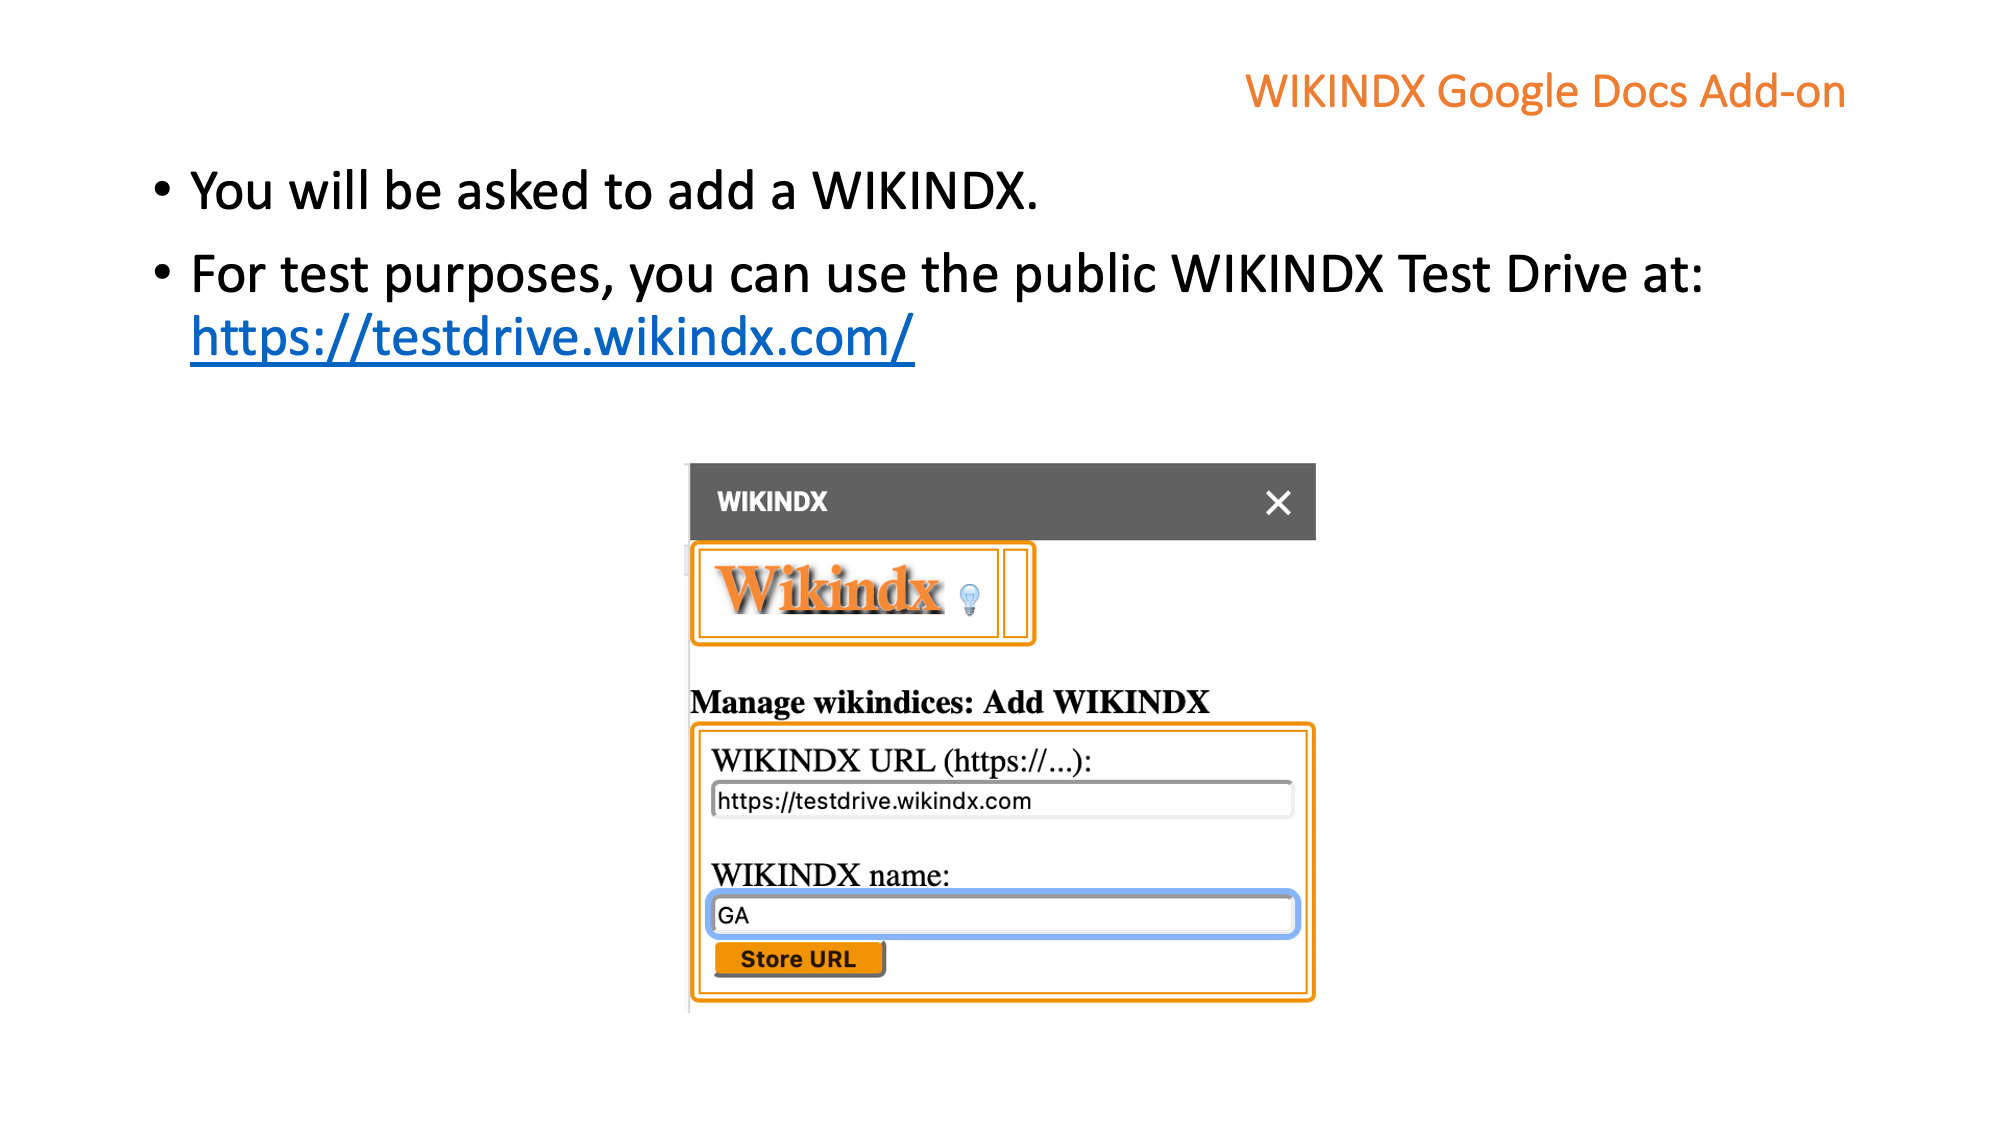 WIKINDX Google Docs Add-on
• You will be asked to add a WIKINDX.
• For test purposes, you can use the public WIKINDX Test Drive at:
https://testdrive.wikindx.com/
WIKINDX
Wikindx
Manage wikindices: Add WIKINDX
WIKINDX URL (https://...):
https://testdrive.wikindx.com
WIKINDX name:
GA
Store URL